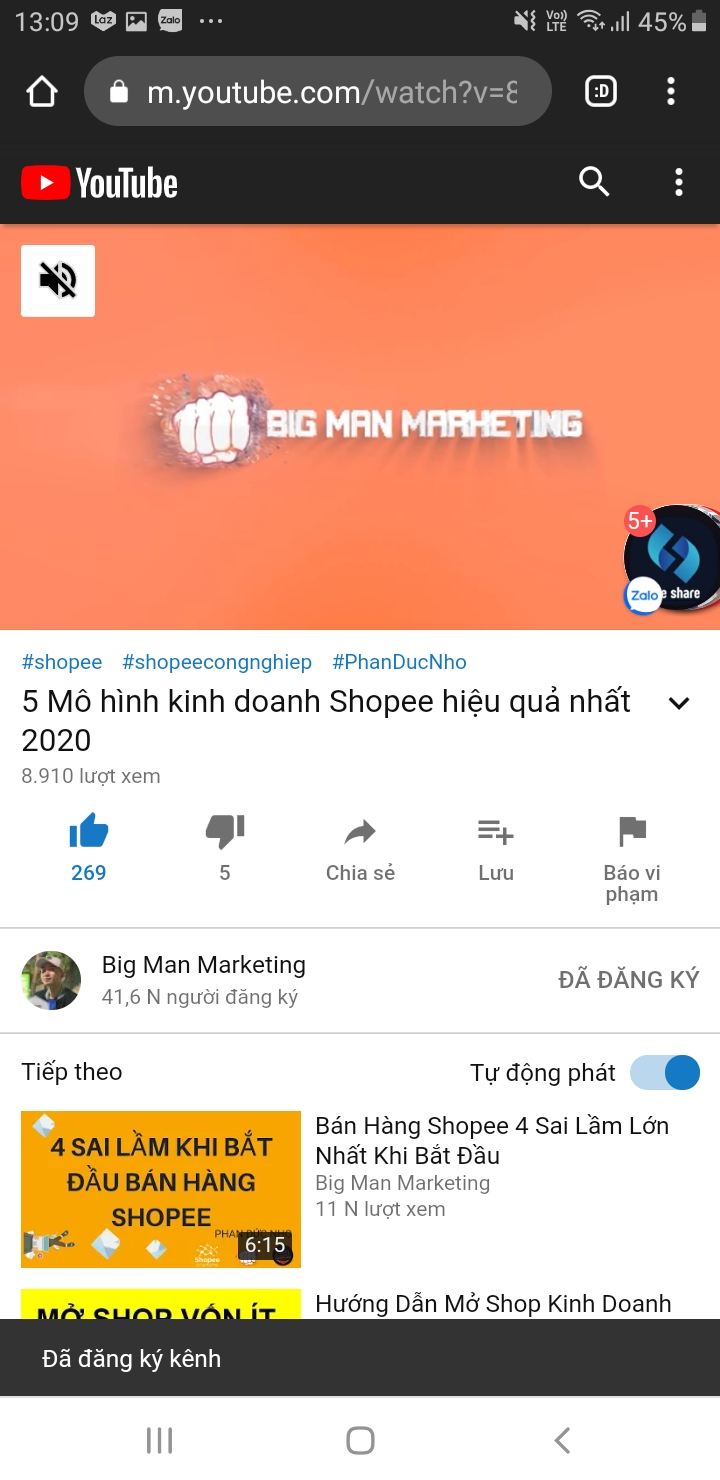 13:09 Laz Zalo ... Vo)) LTE 45%
:D
m.youtube.com/watch?v=8
YouTube
BIG MAN MARKETING
5+
Zalo e share
#shopee #shopeecongnghiep #PhanDucNho
5 Mô hình kinh doanh Shopee hiệu quả nhất
2020
8.910 lượt xem
269 5 Chia sẻ Lưu Báo vi
phạm
Big Man Marketing
41,6 N người đăng ký
ĐÃ ĐĂNG KÝ
Tiếp theo Tự động phát
4 SAI LẦM KHI BẮT
ĐẦU BÁN HÀNG
SHOPEE
PHAN ĐỨC NHO
Shopee
6:15
Bán Hàng Shopee 4 Sai Lầm Lớn
Nhất Khi Bắt Đầu
Big Man Marketing
11 N lượt xem
MỞ SHOP VỐN ÍT
Hướng Dẫn Mở Shop Kinh Doanh
Đã đăng ký kênh